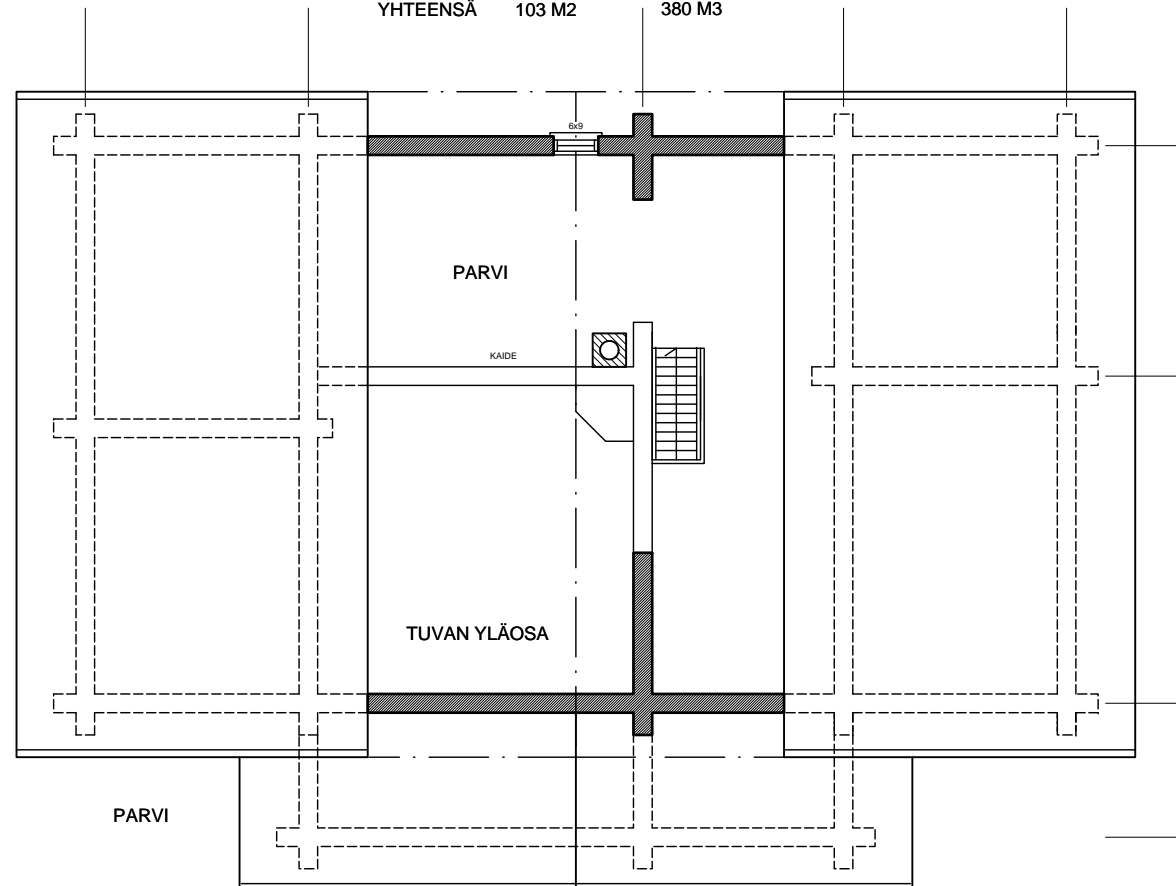 YHTEENSÄ 103 M2 380 M3
6x9
PARVI
KAIDE
TUVAN YLÄOSA
PARVI